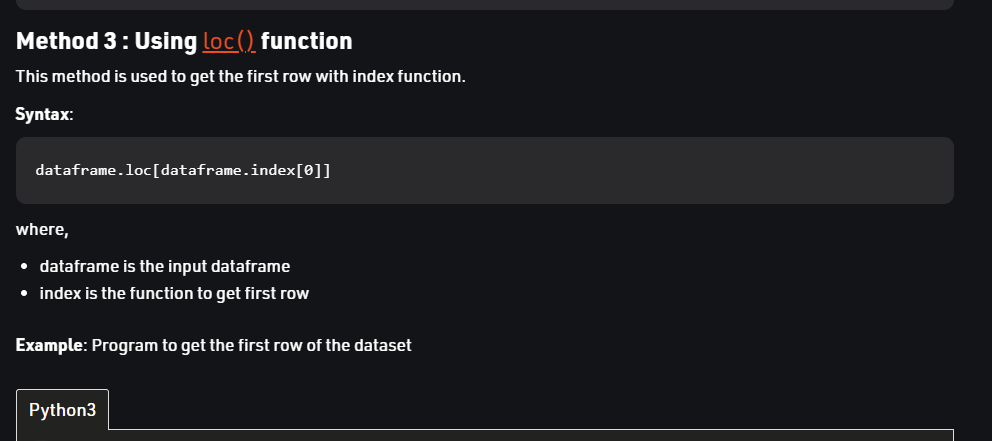 Method 3 : Using loc() function
This method is used to get the first row with index function.
Syntax:
dataframe.loc[dataframe.index[0]]
where,
dataframe is the input dataframe
index is the function to get first row
Example: Program to get the first row of the dataset
Python3